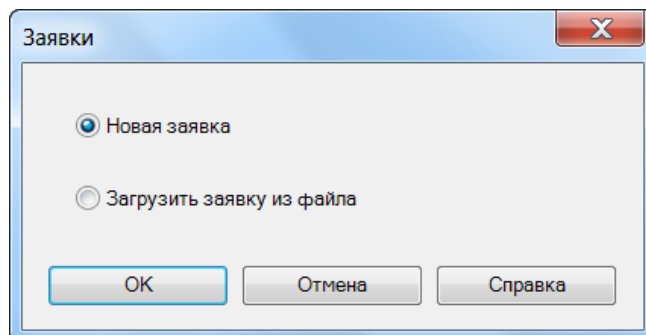 Заявки
Новая заявка
Загрузить заявку из файла
OK
Отмена
Справка